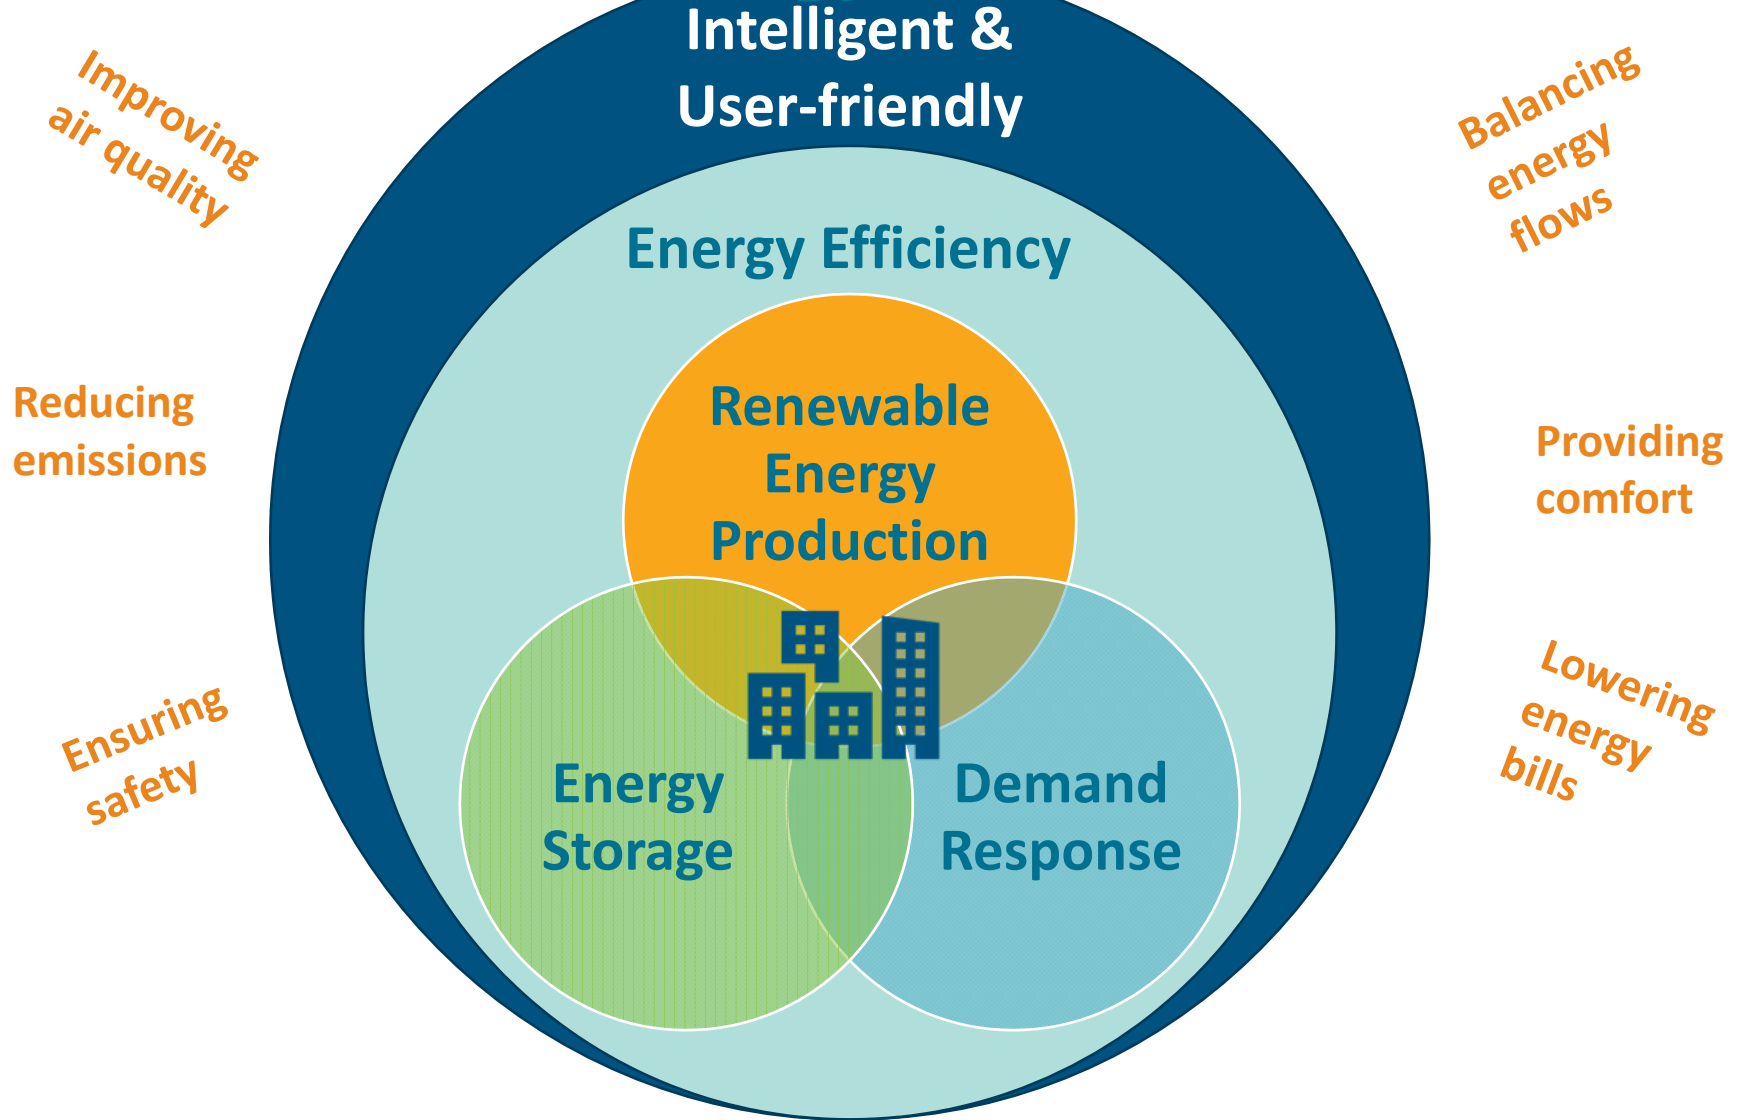 Intelligent &
User-friendly
Improving
air quality
Balancing
energy
flows
Energy Efficiency
Reducing
emissions
Renewable
Energy
Production
Providing
comfort
Ensuring
safety
Energy
Storage
Demand
Response
Lowering
energy
bills